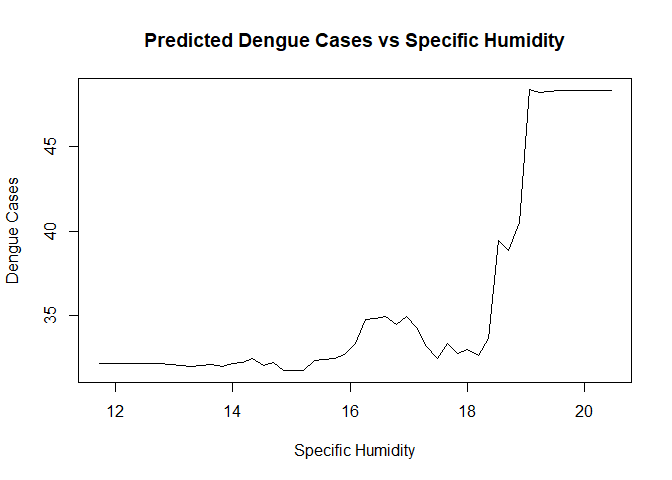 Predicted Dengue Cases vs Specific Humidity
Dengue Cases
45
40
35
12 14 16 18 20
Specific Humidity